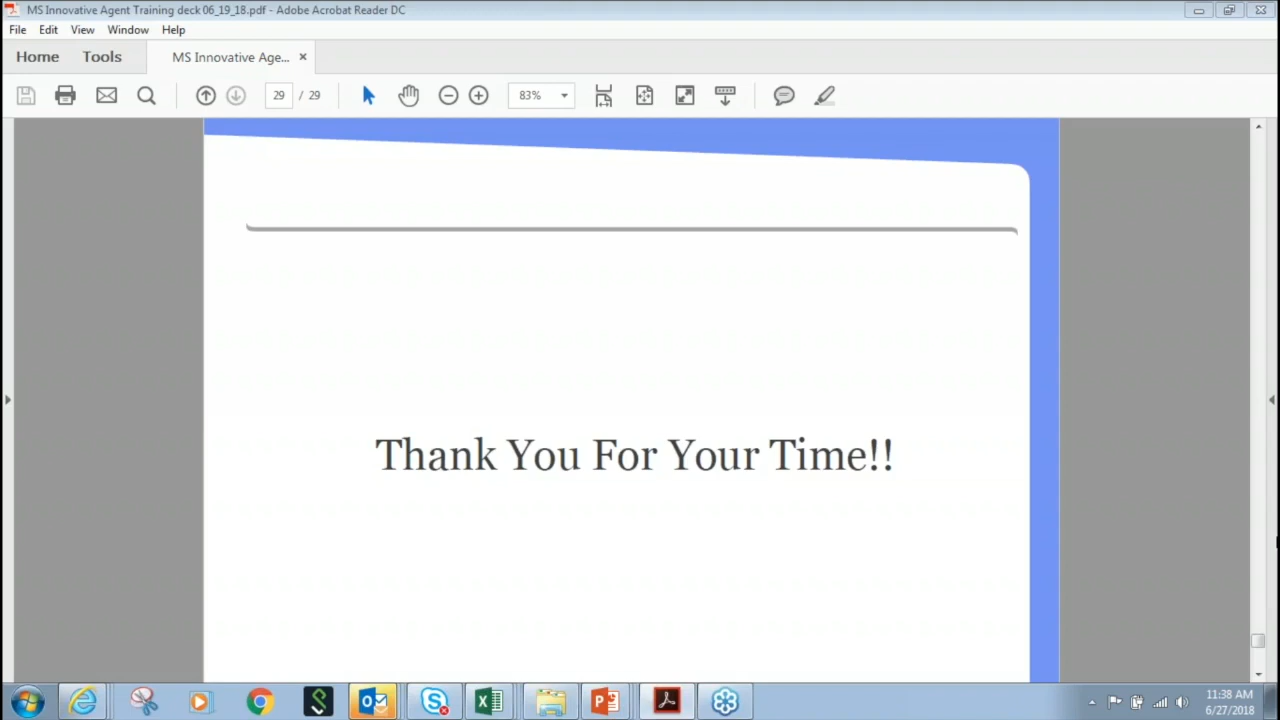 MS Innovative Agent Training deck 06_19_18.pdf - Adobe Acrobat Reader DC
File Edit View Window Help
Home Tools MS Innovative Age... ×
29 / 29 83%
Thank You For Your Time!!
11:38 AM
6/27/2018